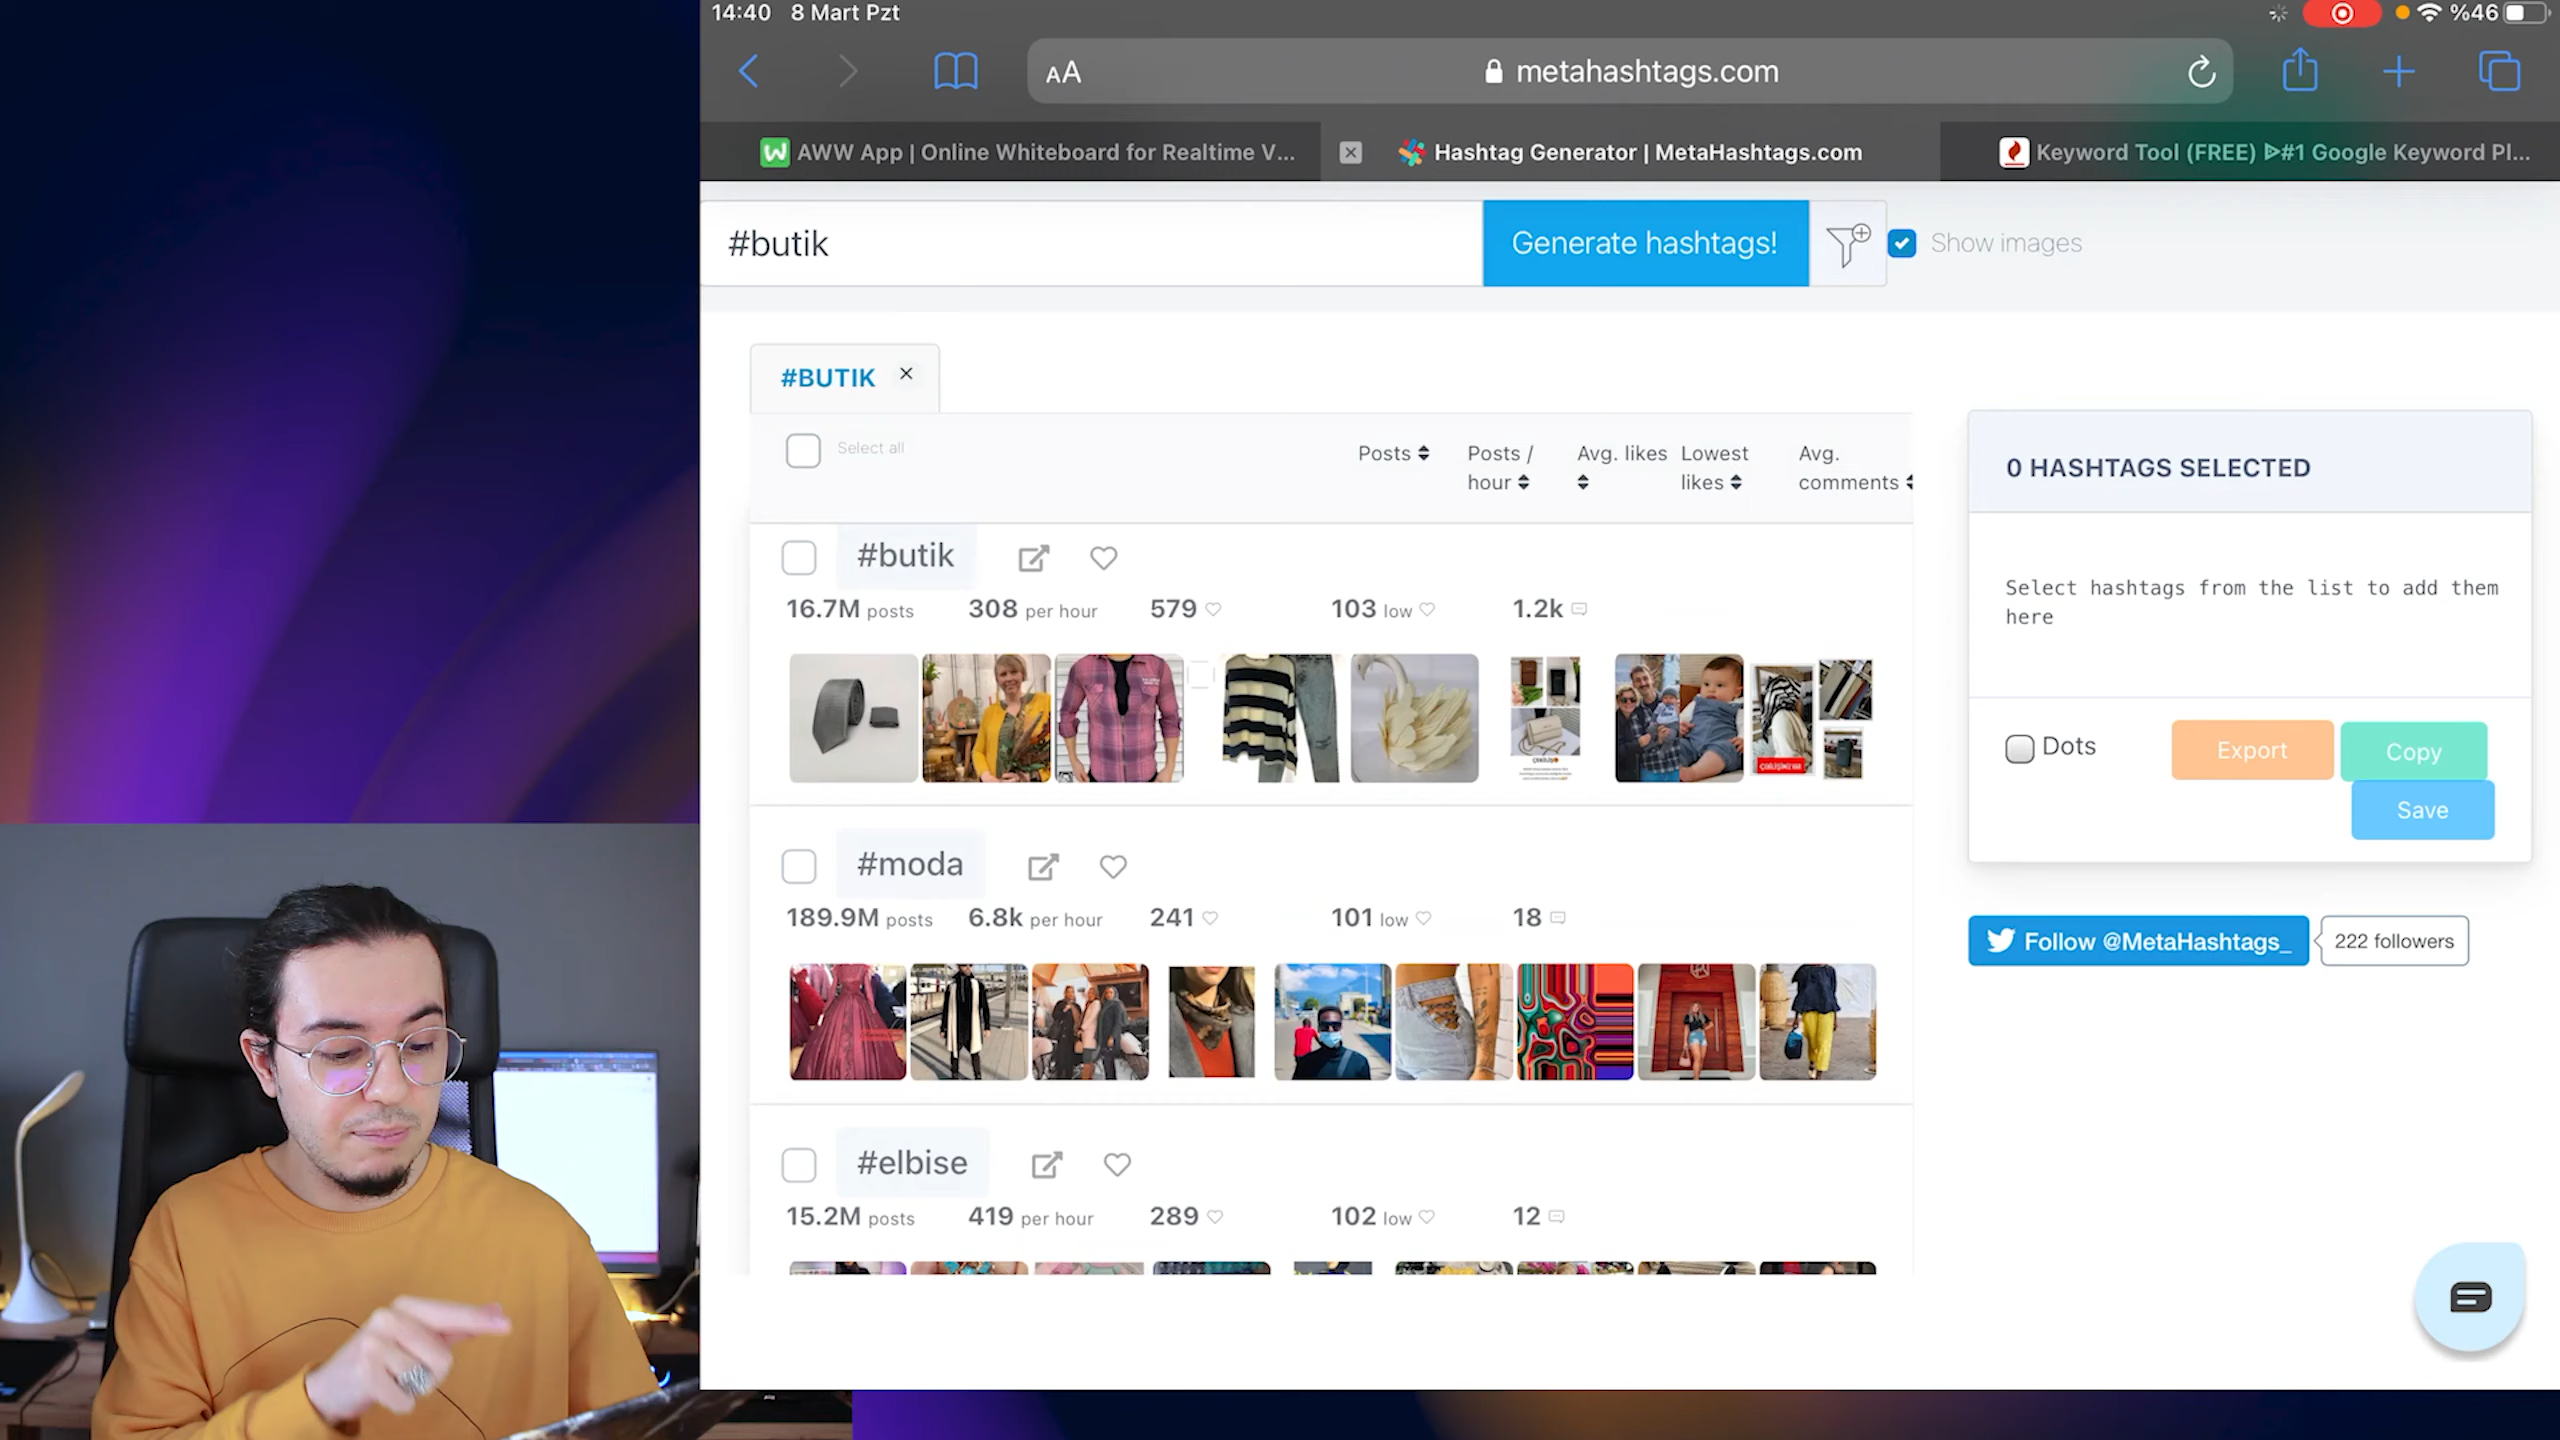 14:40 8 Mart Pzt
%46
AA
metahashtags.com
AWW App | Online Whiteboard for Realtime V...
Hashtag Generator | MetaHashtags.com
Keyword Tool (FREE) ᐈ#1 Google Keyword Pl...
#butik
Generate hashtags!
Show images
#BUTIK
Select all
Posts
Posts /
hour
Avg. likes
Lowest
likes
Avg.
comments
#butik
16.7M posts 308 per hour 579 103 low 1.2k
#moda
189.9M posts 6.8k per hour 241 101 low 18
#elbise
15.2M posts 419 per hour 289 102 low 12
0 HASHTAGS SELECTED
Select hashtags from the list to add them
here
Dots
Export
Copy
Save
Follow @MetaHashtags_
222 followers